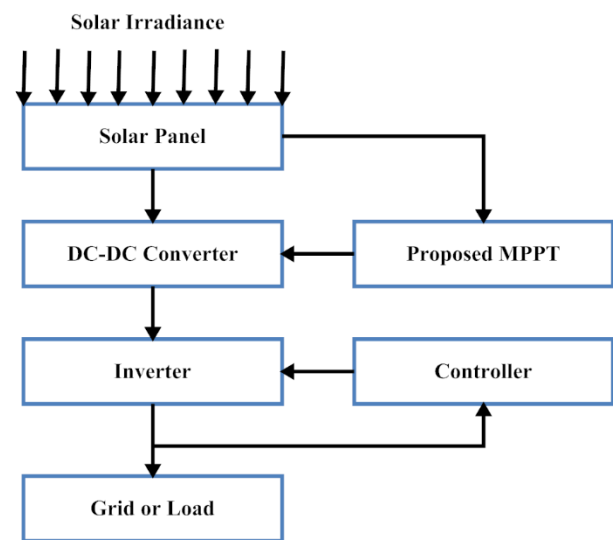 Solar Irradiance
Solar Panel
DC-DC Converter
Proposed MPPT
Inverter
Controller
Grid or Load